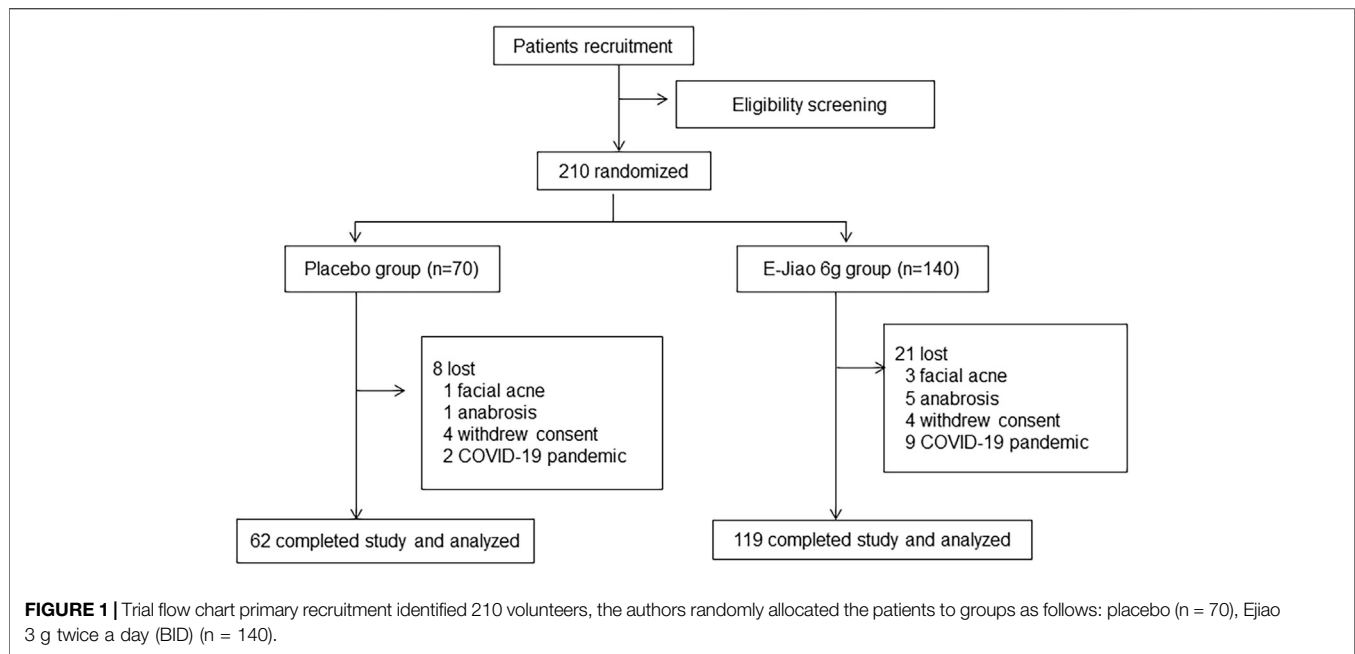 Patients recruitment
Eligibility screening
210 randomized
Placebo group (n=70)
E-Jiao 6g group (n=140)
8 lost
1 facial acne
1 anabrosis
4 withdrew consent
2 COVID-19 pandemic
21 lost
3 facial acne
5 anabrosis
4 withdrew consent
9 COVID-19 pandemic
62 completed study and analyzed
119 completed study and analyzed
FIGURE 1 | Trial flow chart primary recruitment identified 210 volunteers, the authors randomly allocated the patients to groups as follows: placebo (n = 70), Ejiao
3 g twice a day (BID) (n = 140).